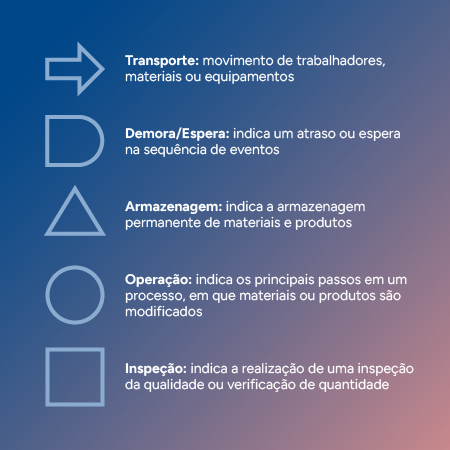 Transporte: movimento de trabalhadores,
materiais ou equipamentos
Demora/Espera: indica um atraso ou espera
na sequência de eventos
Armazenagem: indica a armazenagem
permanente de materiais e produtos
Operação: indica os principais passos em um
processo, em que materiais ou produtos são
modificados
Inspeção: indica a realização de uma inspeção
da qualidade ou verificação de quantidade